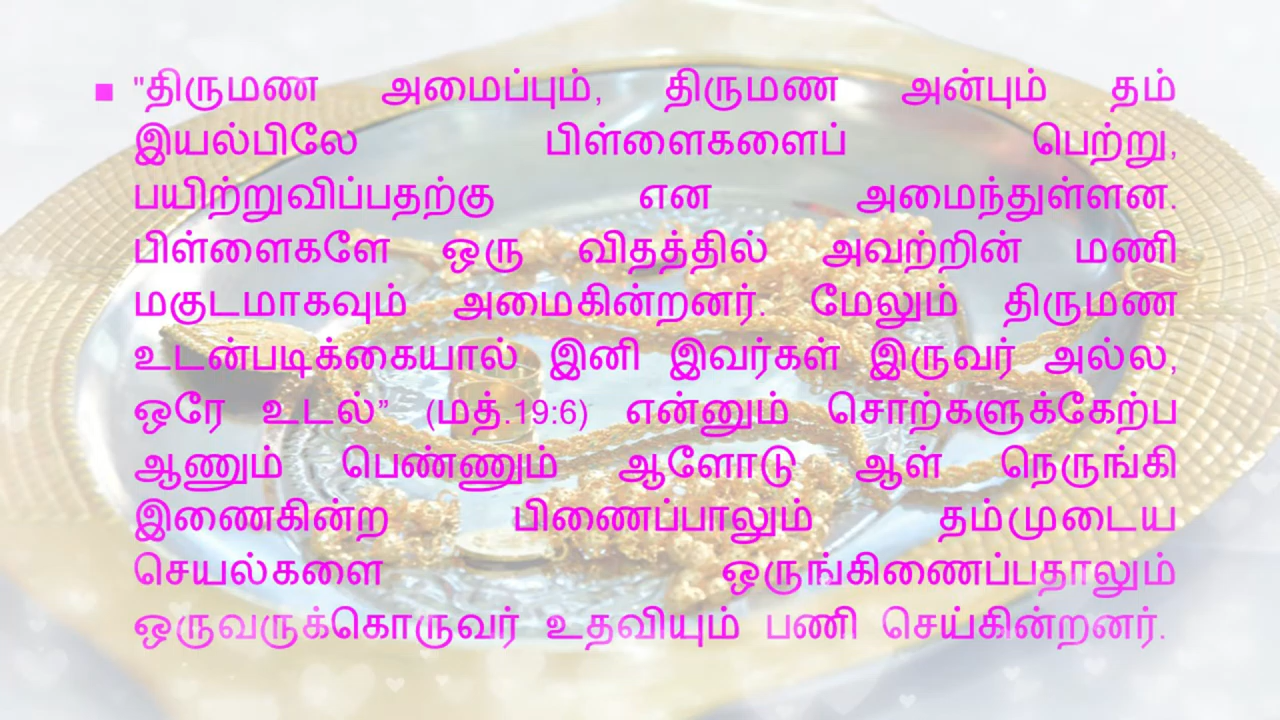 ▪ "திருமண அமைப்பும், திருமண அன்பும் தம்
இயல்பிலே பிள்ளைகளைப் பெற்று,
பயிற்றுவிப்பதற்கு என அமைந்துள்ளன.
பிள்ளைகளே ஒரு விதத்தில் அவற்றின் மணி
மகுடமாகவும் அமைகின்றனர். மேலும் திருமண
உடன்படிக்கையால் இனி இவர்கள் இருவர் அல்ல,
ஒரே உடல்” (மத்.19:6) என்னும் சொற்களுக்கேற்ப
ஆணும் பெண்ணும் ஆளோடு ஆள் நெருங்கி
இணைகின்ற பிணைப்பாலும் தம்முடைய
செயல்களை ஒருங்கிணைப்பதாலும்
ஒருவருக்கொருவர் உதவியும் பணி செய்கின்றனர்.